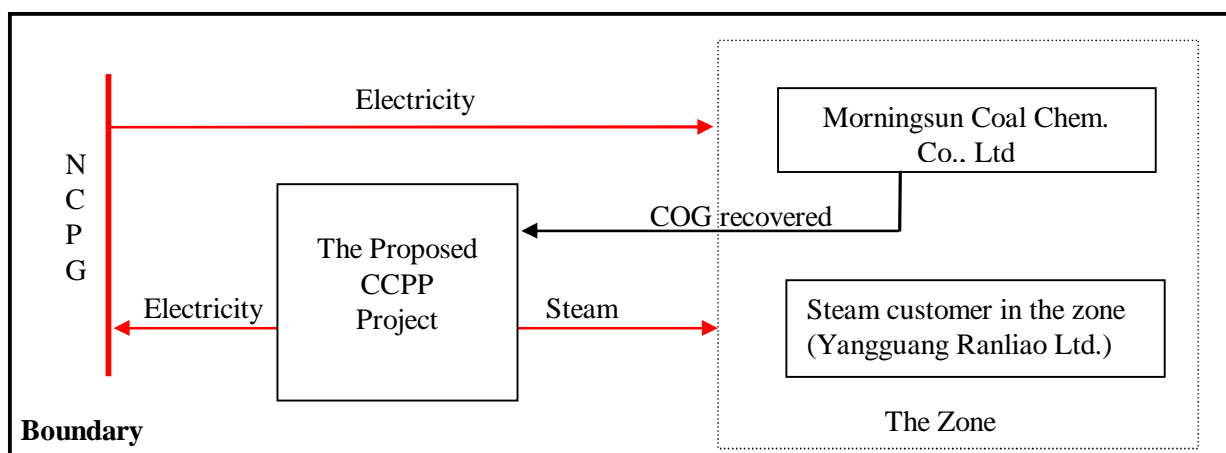 Electricity
Morningsun Coal Chem.
Co., Ltd
N
C
P
G
COG recovered
The Proposed
CCPP
Project
Electricity
Steam
Steam customer in the zone
(Yangguang Ranliao Ltd.)
The Zone
Boundary